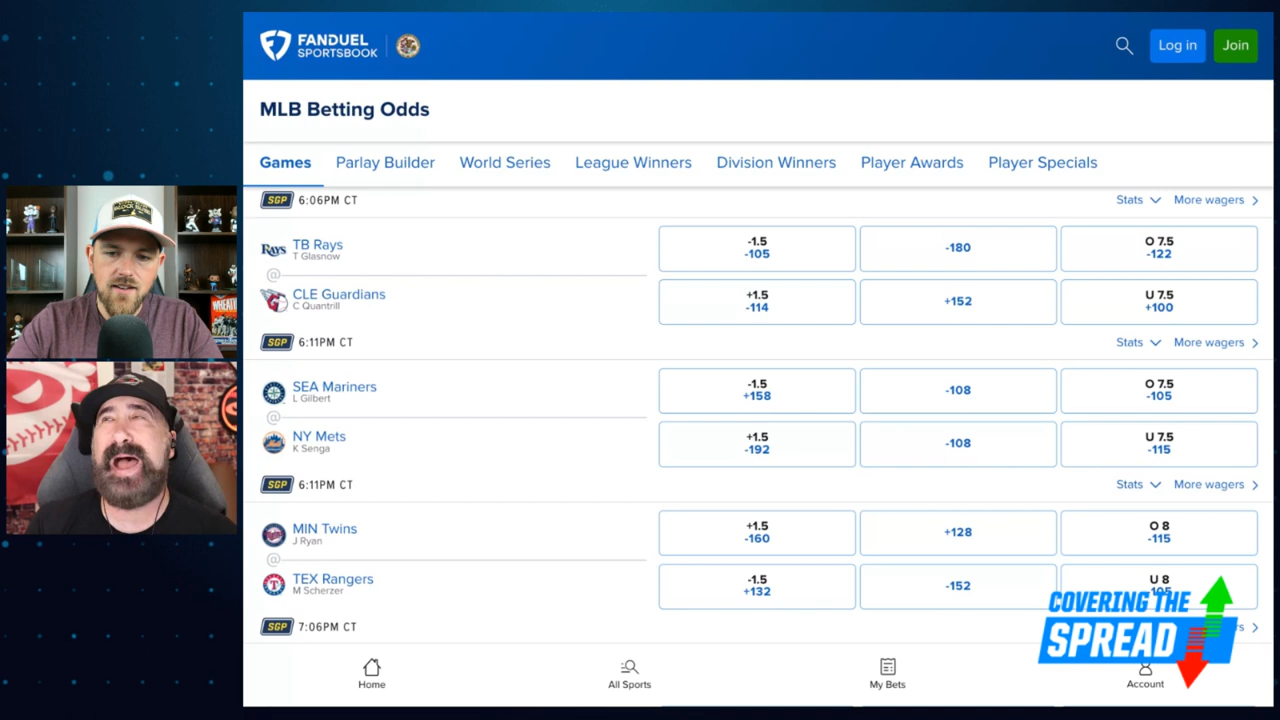 FANDUEL
SPORTSBOOK
Log in
Join
MLB Betting Odds
Games
Parlay Builder
World Series
League Winners
Division Winners
Player Awards
Player Specials
SGP 6:06PM CT
Stats
More wagers
RAYS
TB Rays
T Glasnow
-1.5
-105
-180
O 7.5
-122
@
CLE Guardians
C Quantrill
+1.5
-114
+152
U 7.5
+100
SGP 6:11PM CT
Stats
More wagers
SEA Mariners
L Gilbert
-1.5
+158
-108
O 7.5
-105
@
NY Mets
K Senga
+1.5
-192
-108
U 7.5
-115
SGP 6:11PM CT
Stats
More wagers
MIN Twins
J Ryan
+1.5
-160
+128
O 8
-115
@
TEX Rangers
M Scherzer
-1.5
+132
-152
U 8
SGP 7:06PM CT
COVERING THE
SPREAD
Home
All Sports
My Bets
Account